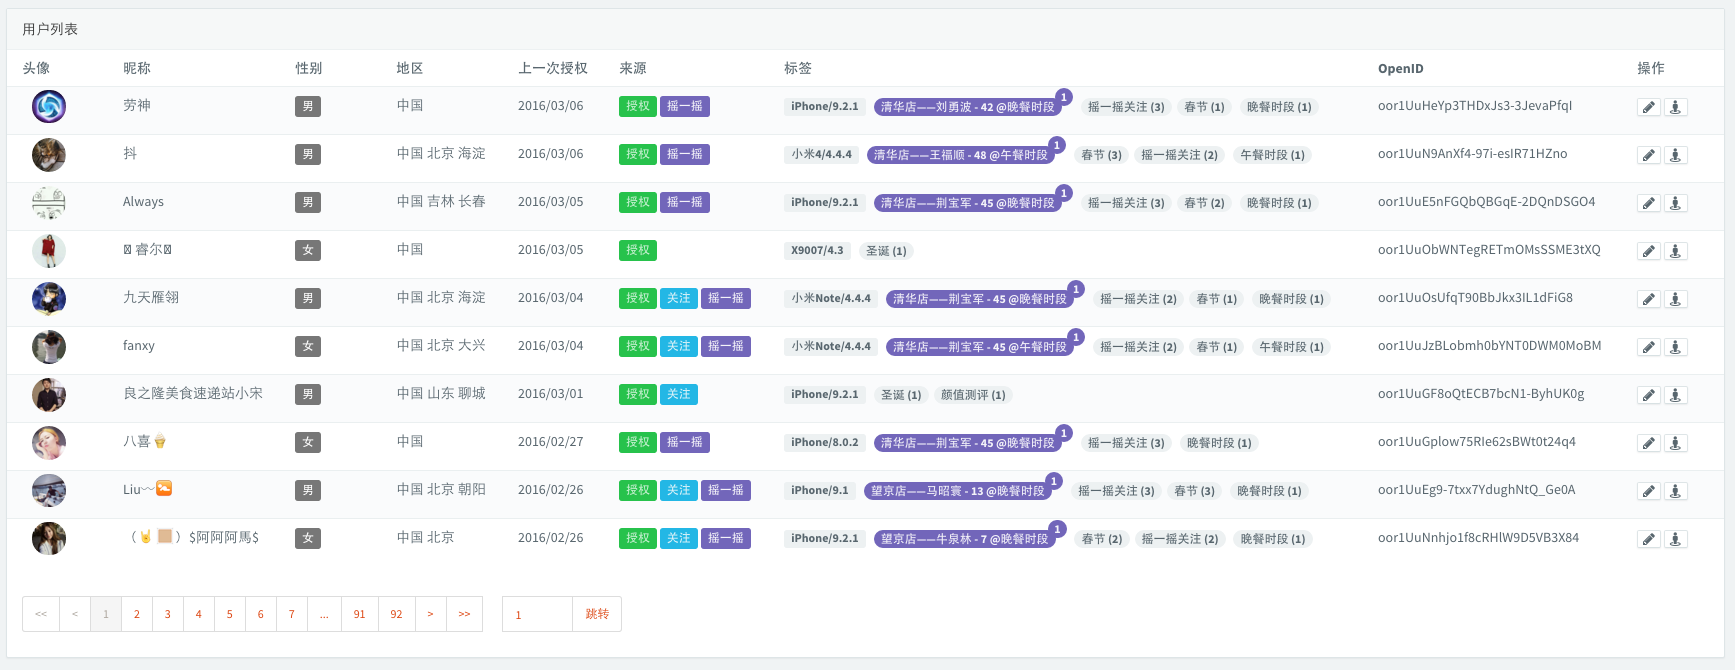 用户列表
头像 昵称 性别 地区 上一次授权 来源 标签 OpenID 操作
劳神 男 中国 2016/03/06 授权 摇一摇 iPhone/9.2.1 清华店——刘勇波 - 42 @晚餐时段 1 摇一摇关注 (3) 春节 (1) 晚餐时段 (1) oor1UuHeYp3THDxJs3-3JevaPfqI
抖 男 中国 北京 海淀 2016/03/06 授权 摇一摇 小米4/4.4.4 清华店——王福顺 - 48 @午餐时段 1 春节 (3) 摇一摇关注 (2) 午餐时段 (1) oor1UuN9AnXf4-97i-esIR71HZno
Always 男 中国 吉林 长春 2016/03/05 授权 摇一摇 iPhone/9.2.1 清华店——荆宝军 - 45 @晚餐时段 1 摇一摇关注 (3) 春节 (2) 晚餐时段 (1) oor1UuE5nFGQbQBGqE-2DQnDSGO4
睿尔 女 中国 2016/03/05 授权 X9007/4.3 圣诞 (1) oor1UuObWNTegRETmOMsSSME3tXQ
九天雁翎 男 中国 北京 海淀 2016/03/04 授权 关注 摇一摇 小米Note/4.4.4 清华店——荆宝军 - 45 @晚餐时段 1 摇一摇关注 (2) 春节 (1) 晚餐时段 (1) oor1UuOsUfqT90BbJkx3IL1dFiG8
fanxy 女 中国 北京 大兴 2016/03/04 授权 关注 摇一摇 小米Note/4.4.4 清华店——荆宝军 - 45 @午餐时段 1 摇一摇关注 (2) 春节 (1) 午餐时段 (1) oor1UuJzBLobmh0bYNT0DWM0MoBM
良之隆美食速递站小宋 男 中国 山东 聊城 2016/03/01 授权 关注 iPhone/9.2.1 圣诞 (1) 颜值测评 (1) oor1UuGF8oQtECB7bcN1-ByhUK0g
八喜🍦 女 中国 2016/02/27 授权 摇一摇 iPhone/8.0.2 清华店——荆宝军 - 45 @晚餐时段 1 摇一摇关注 (3) 晚餐时段 (1) oor1UuGplow75RIe62sBWt0t24q4
Liu﹏ 男 中国 北京 朝阳 2016/02/26 授权 关注 摇一摇 iPhone/9.1 望京店——马昭寰 - 13 @晚餐时段 1 摇一摇关注 (3) 春节 (3) 晚餐时段 (1) oor1UuEg9-7txx7YdughNtQ_Ge0A
（🤘🏼）$阿阿阿馬$ 女 中国 北京 2016/02/26 授权 关注 摇一摇 iPhone/9.2.1 望京店——牛泉林 - 7 @晚餐时段 1 春节 (2) 摇一摇关注 (2) 晚餐时段 (1) oor1UuNnhjo1f8cRHlW9D5VB3X84
<< < 1 2 3 4 5 6 7 ... 91 92 > >> 1 跳转